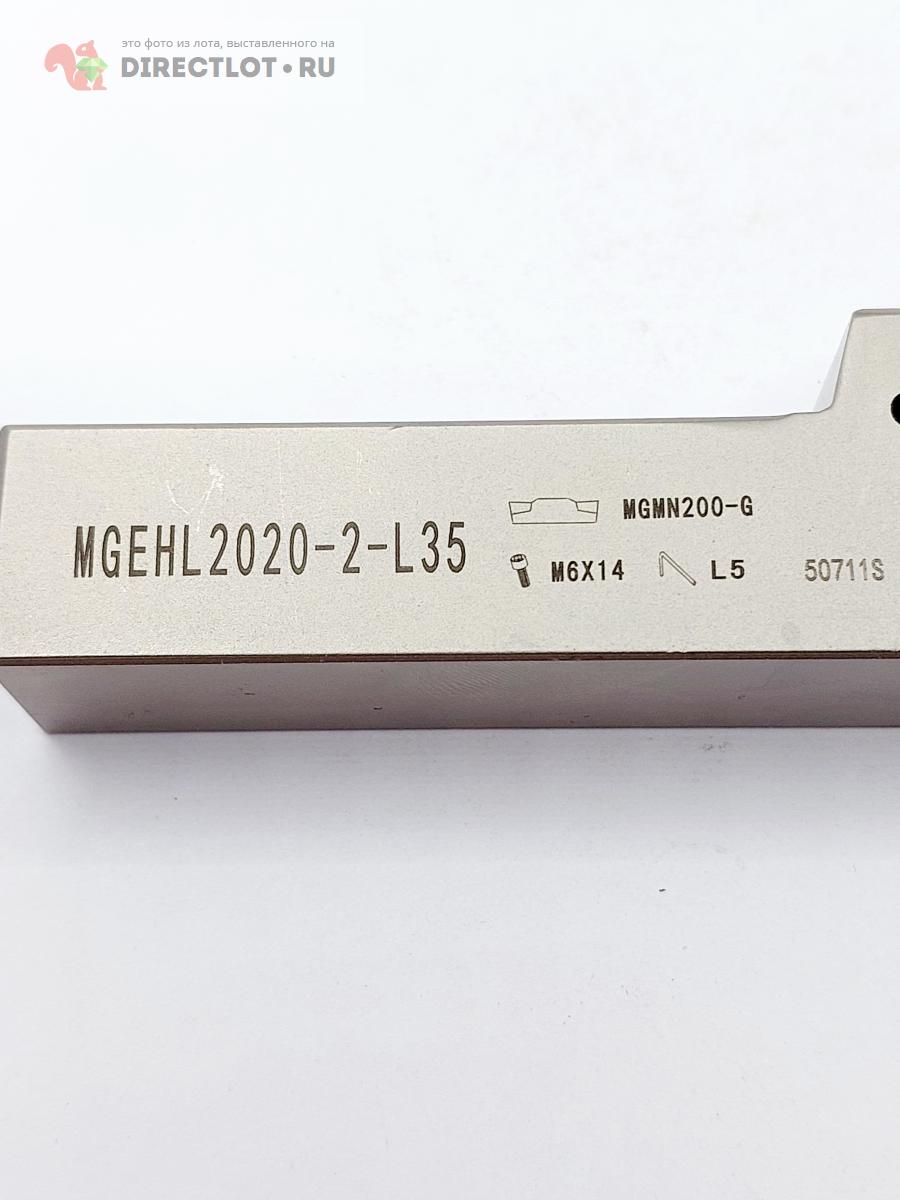 это фото из лота, выставленного на
DIRECTLOT•RU
MGEHL2020-2-L35
MGMN200-G
M6X14
L5
50711S